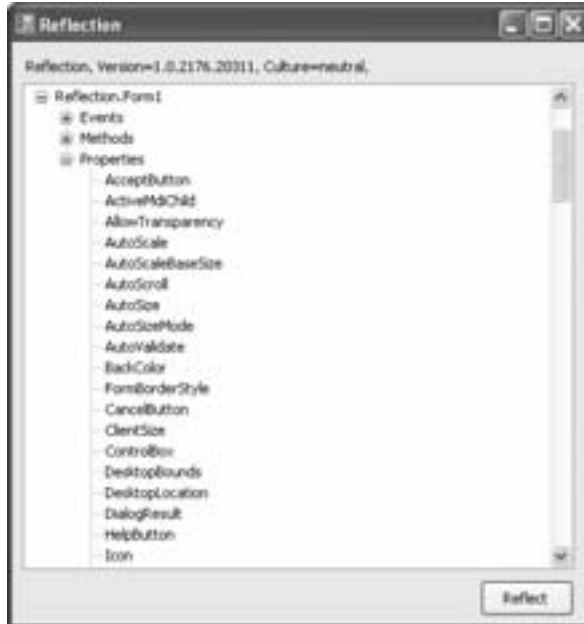 Reflection
Reflection, Version=1.0.2176.20311, Culture=neutral,
Reflection.Form1
Events
Methods
Properties
AcceptButton
ActiveMdiChild
AllowTransparency
AutoScale
AutoScaleBaseSize
AutoScroll
AutoSize
AutoSizeMode
AutoValidate
BackColor
FormBorderStyle
CancelButton
ClientSize
ControlBox
DesktopBounds
DesktopLocation
DialogResult
HelpButton
Icon
Reflect